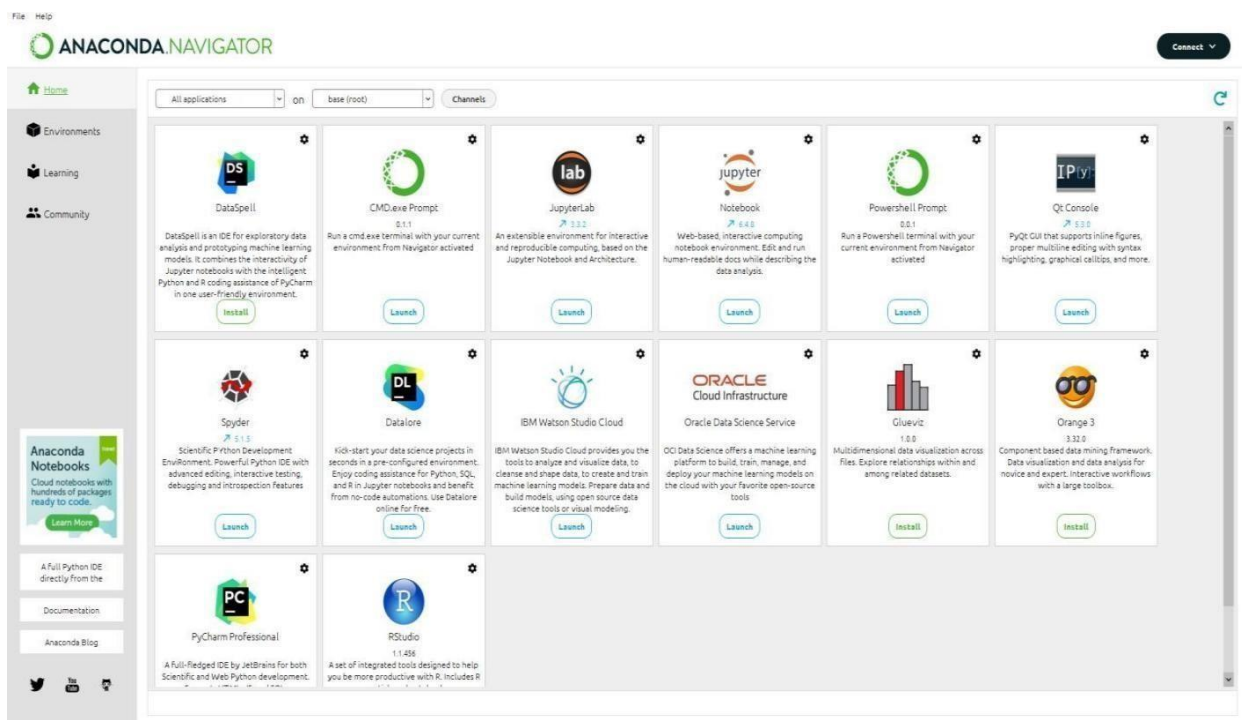 File Help
ANACONDA.NAVIGATOR
Connect
Home
Environments
Learning
Community
Anaconda
Notebooks
Cloud notebooks with
hundreds of packages
ready to code.
Learn More
A full Python IDE
directly from the
Documentation
Anaconda Blog
All applications on base (root) Channels
DS
DataSpell
DataSpell is an IDE for exploratory data
analysis and prototyping machine learning
models. It combines the interactivity of
Jupyter notebooks with the intelligent
Python and R coding assistance of PyCharm
in one user-friendly environment.
Install
CMD.exe Prompt
0.1.1
Run a cmd.exe terminal with your current
environment from Navigator activated
Launch
lab
JupyterLab
3.3.2
An extensible environment for interactive
and reproducible computing, based on the
Jupyter Notebook and Architecture.
Launch
jupyter
Notebook
6.4.8
Web-based, interactive computing
notebook environment. Edit and run
human-readable docs while describing the
data analysis.
Launch
Powershell Prompt
0.0.1
Run a Powershell terminal with your
current environment from Navigator
activated
Launch
IP[y]:
Qt Console
5.3.0
PyQt GUI that supports inline figures,
proper multiline editing with syntax
highlighting, graphical calltips, and more.
Launch
Spyder
5.1.5
Scientific PYthon Development
EnviRonment. Powerful Python IDE with
advanced editing, interactive testing,
debugging and introspection features
Launch
DL
Datalore
Kick-start your data science projects in
seconds in a pre-configured environment.
Enjoy coding assistance for Python, SQL,
and R in Jupyter notebooks and benefit
from no-code automations. Use Datalore
online for free.
Launch
IBM Watson Studio Cloud
IBM Watson Studio Cloud provides you the
tools to analyze and visualize data, to
cleanse and shape data, to create and train
machine learning models. Prepare data and
build models, using open source data
science tools or visual modeling.
Launch
ORACLE
Cloud Infrastructure
Oracle Data Science Service
OCI Data Science offers a machine learning
platform to build, train, manage, and
deploy your machine learning models on
the cloud with your favorite open-source
tools
Launch
Glueviz
1.0.0
Multidimensional data visualization across
files. Explore relationships within and
among related datasets.
Install
Orange 3
3.32.0
Component based data mining framework.
Data visualization and data analysis for
novice and expert. Interactive workflows
with a large toolbox.
Install
PC
PyCharm Professional
A full-fledged IDE by JetBrains for both
Scientific and Web Python development.
R
RStudio
1.1.456
A set of integrated tools designed to help
you be more productive with R. Includes R
You
Tube